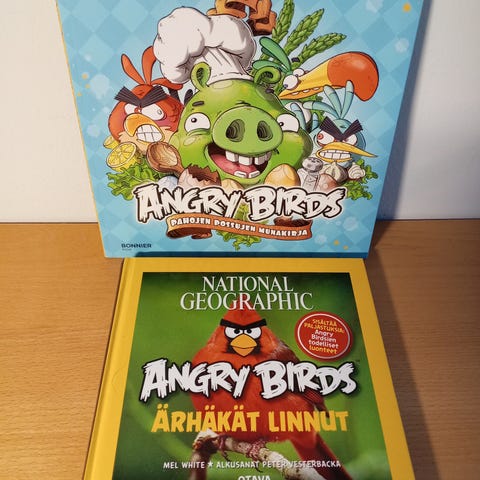 ANGRY BIRDS
PAHOJEN POSSUJEN MUNAKIRJA
BONNIER
NATIONAL
GEOGRAPHIC
SISÄLTÄÄ
PALJASTUKSIA:
Angry
Birdsien
todelliset
luonteet
ANGRY BIRDS™
ÄRHÄKÄT LINNUT
MEL WHITE ★ ALKUSANAT PETER VESTERBACKA
OTAVA